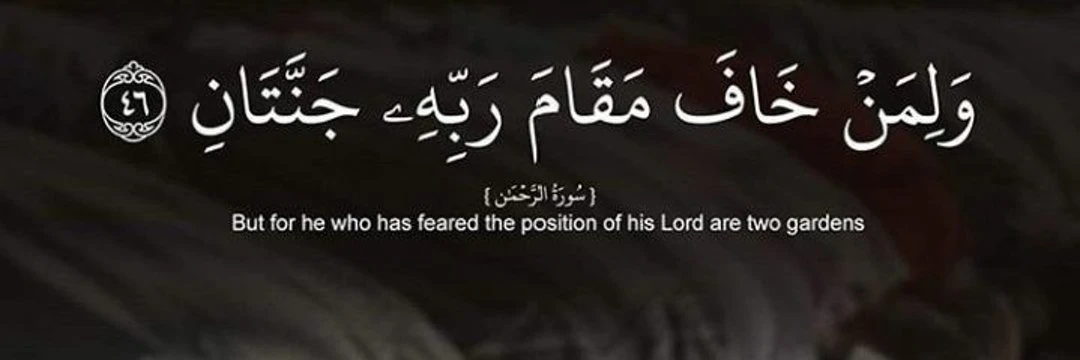 وَلِمَنْ خَافَ مَقَامَ رَبِّهِۦ جَنَّتَانِ ٤٦
{ سُورَةُ الرَّحْمَٰن }
But for he who has feared the position of his Lord are two gardens